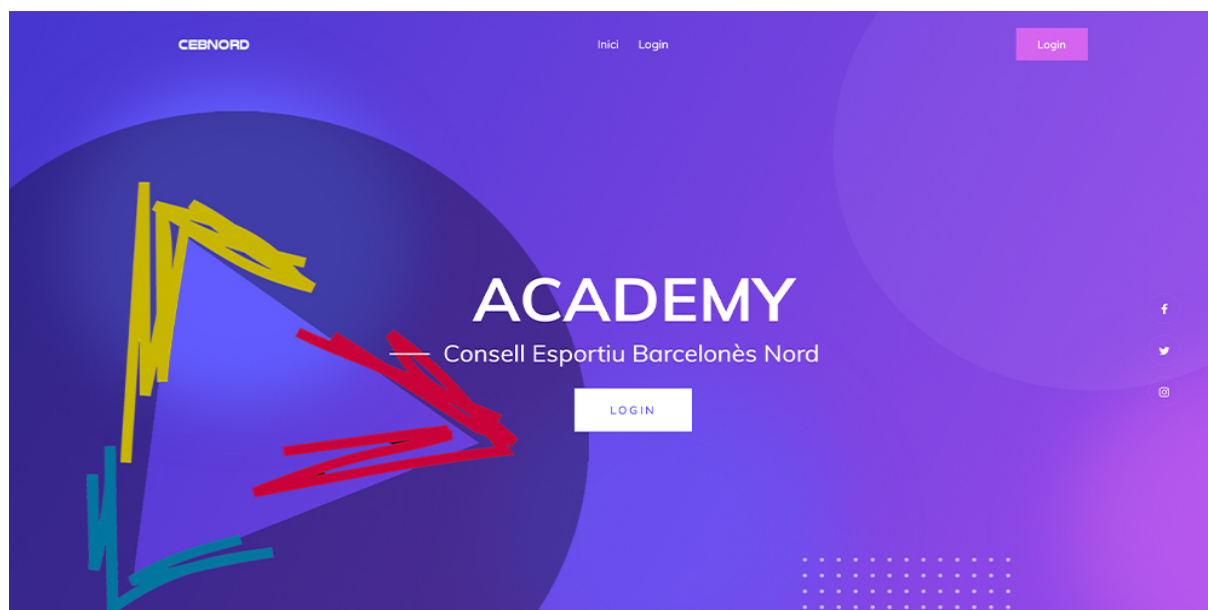 CEBNORD
Inici Login
Login
ACADEMY
Consell Esportiu Barcelonès Nord
LOGIN